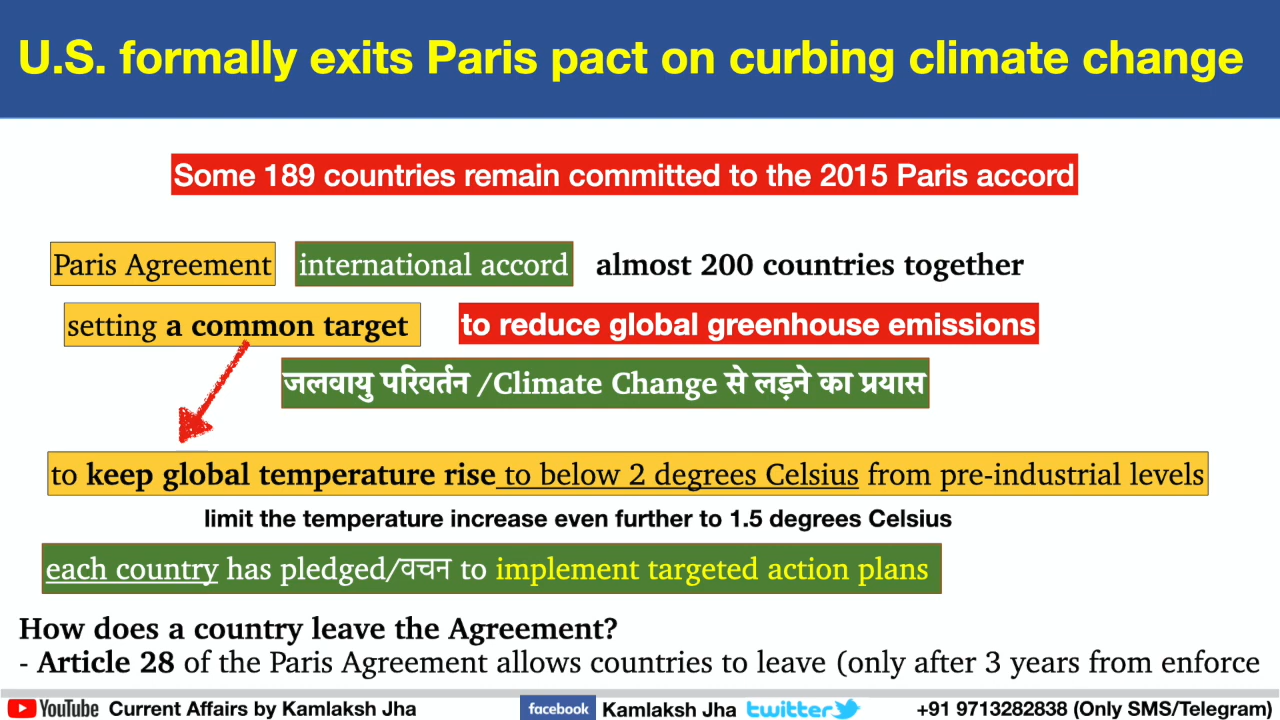 U.S. formally exits Paris pact on curbing climate change
Some 189 countries remain committed to the 2015 Paris accord
Paris Agreement international accord almost 200 countries together
setting a common target to reduce global greenhouse emissions
जलवायु परिवर्तन /Climate Change से लड़ने का प्रयास
to keep global temperature rise to below 2 degrees Celsius from pre-industrial levels
limit the temperature increase even further to 1.5 degrees Celsius
each country has pledged/वचन to implement targeted action plans
How does a country leave the Agreement?
- Article 28 of the Paris Agreement allows countries to leave (only after 3 years from enforce
YouTube Current Affairs by Kamlaksh Jha facebook Kamlaksh Jha twitter +91 9713282838 (Only SMS/Telegram)